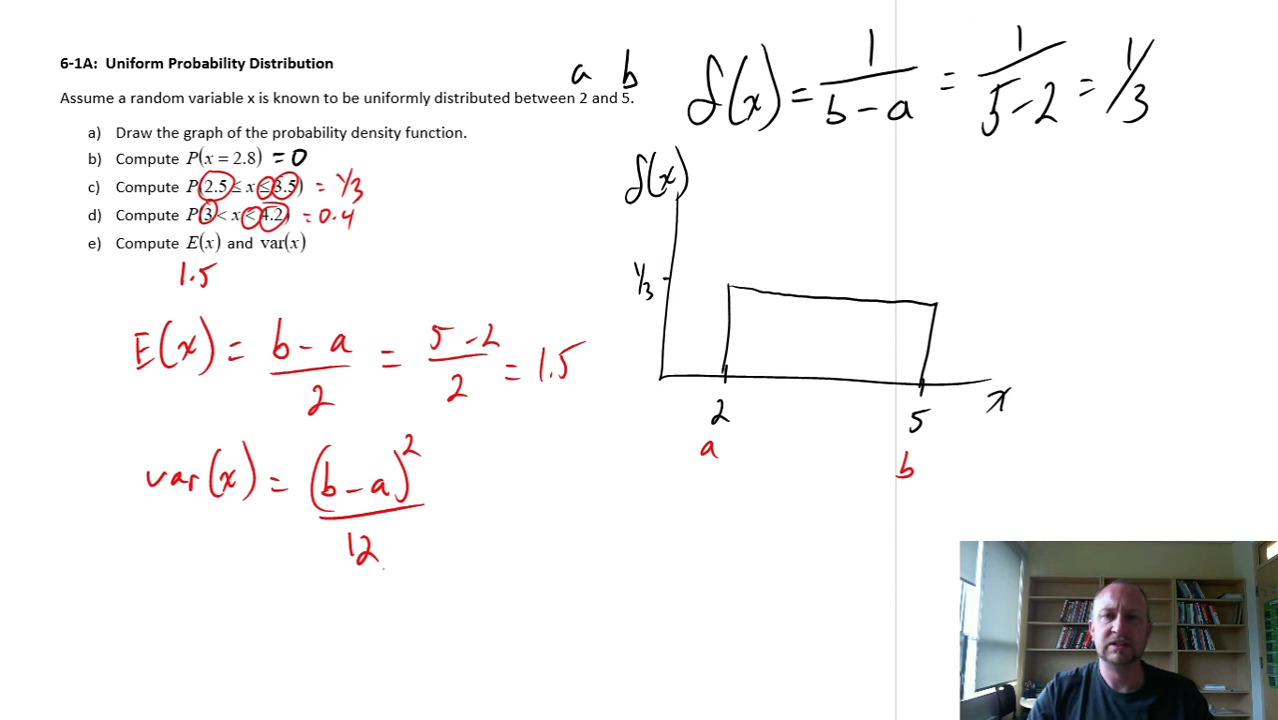 6-1A: Uniform Probability Distribution
a b
Assume a random variable x is known to be uniformly distributed between 2 and 5.
a) Draw the graph of the probability density function.
b) Compute P(x = 2.8) = 0
c) Compute P(2.5 ≤ x ≤ 3.5) = 1/3
d) Compute P(3 < x < 4.2) = 0.4
e) Compute E(x) and var(x)
1.5
E(x) = b - a / 2 = 5 - 2 / 2 = 1.5
var(x) = (b - a)² / 12
f(x) = 1 / b - a = 1 / 5 - 2 = 1/3
f(x)
1/3
2 5 x
a b